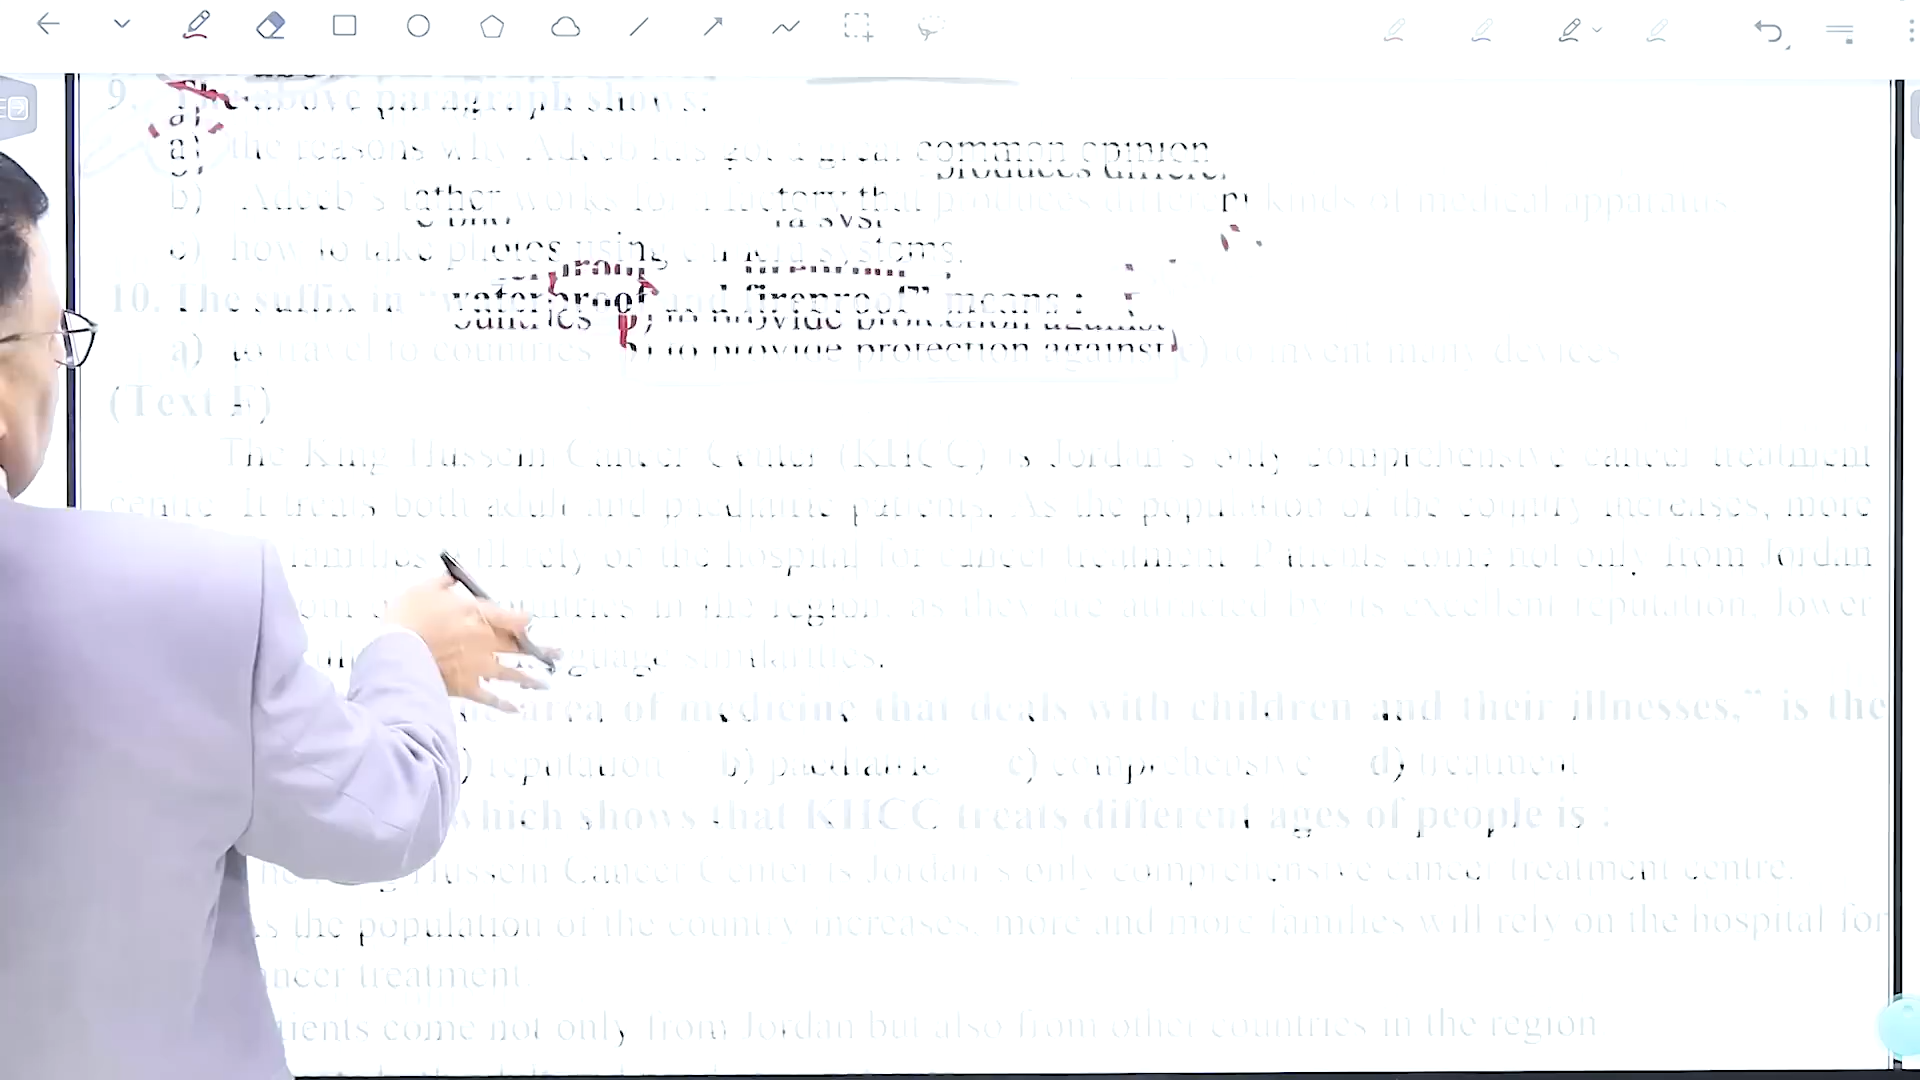 9. The above paragraph shows:
a) the reasons why Adeeb has got a great common opinion
b) Adeeb's father works for a factory that produces different kinds of medical apparatus
c) how to take photos using camera systems.
10. The suffix in "waterproof and fireproof" means :
a) to travel to countries b) to provide protection against c) to invent many devices
(Text F)
The King Hussein Cancer Center (KHCC) is Jordan's only comprehensive cancer treatment
centre. It treats both adult and paediatric patients. As the population of the country increases, more
families will rely on the hospital for cancer treatment. Patients come not only from Jordan
countries in the region, as they are attracted by its excellent reputation, lower
language similarities.
area of medicine that deals with children and their illnesses," is the
) reputation b) paediatric c) comprehensive d) treatment
which shows that KHCC treats different ages of people is :
Hussein Cancer Center is Jordan's only comprehensive cancer treatment centre.
the population of the country increases, more and more families will rely on the hospital for
treatment.
come not only from Jordan but also from other countries in the region